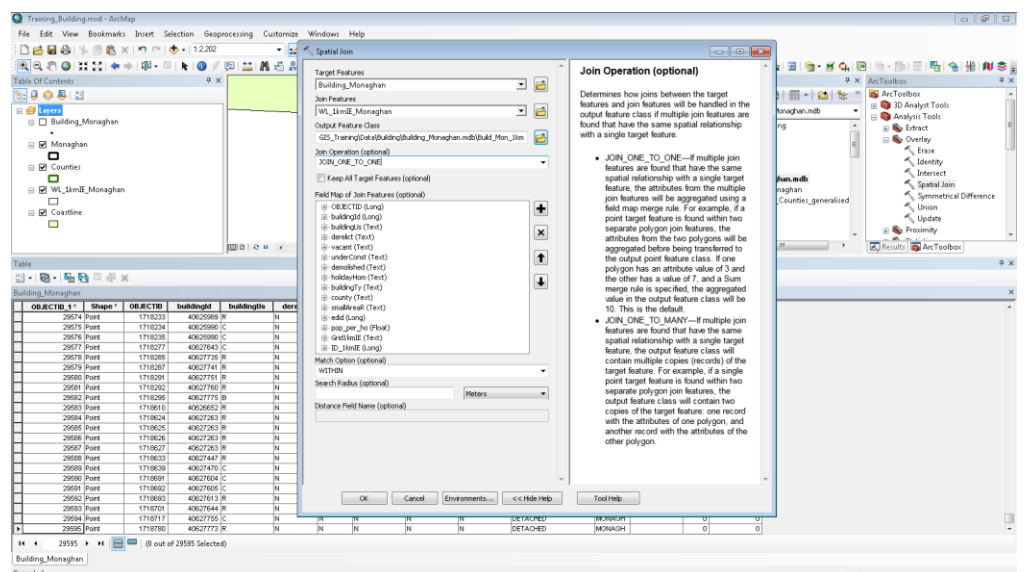 Training_Building.mxd - ArcMap
File Edit View Bookmarks Insert Selection Geoprocessing Customize Windows Help
1:2,202
Table Of Contents
Layers
Building_Monaghan
Monaghan
Counties
WL_1kmIE_Monaghan
Coastline
Spatial Join
Target Features
Building_Monaghan
Join Features
WL_1kmIE_Monaghan
Output Feature Class
GIS_Training\Data\Building\Building_Monaghan.mdb\Build_Mon_1km
Join Operation (optional)
JOIN_ONE_TO_ONE
Keep All Target Features (optional)
Field Map of Join Features (optional)
OBJECTID (Long)
buildingId (Long)
buildingUs (Text)
derelict (Text)
vacant (Text)
underConst (Text)
demolished (Text)
holidayHom (Text)
buildingTy (Text)
county (Text)
smallAreaR (Text)
edid (Long)
pop_per_ho (Float)
Grid1kmIE (Text)
ID_1kmIE (Long)
Match Option (optional)
WITHIN
Search Radius (optional)
Meters
Distance Field Name (optional)
OK Cancel Environments... << Hide Help Tool Help
Join Operation (optional)
Determines how joins between the target
features and join features will be handled in the
output feature class if multiple join features are
found that have the same spatial relationship
with a single target feature.
• JOIN_ONE_TO_ONE—If multiple join
features are found that have the same
spatial relationship with a single target
feature, the attributes from the multiple
join features will be aggregated using a
field map merge rule. For example, if a
point target feature is found within two
separate polygon join features, the
attributes from the two polygons will be
aggregated before being transferred to
the output point feature class. If one
polygon has an attribute value of 3 and
the other has a value of 7, and a Sum
merge rule is specified, the aggregated
value in the output feature class will be
10. This is the default.
• JOIN_ONE_TO_MANY—If multiple join
features are found that have the same
spatial relationship with a single target
feature, the output feature class will
contain multiple copies (records) of the
target feature. For example, if a single
point target feature is found within two
separate polygon join features, the
output feature class will contain two
copies of the target feature: one record
with the attributes of one polygon, and
another record with the attributes of the
other polygon.
onaghan.mdb
ng
han.mdb
naghan
_Counties_generalised
ArcToolbox
ArcToolbox
3D Analyst Tools
Analysis Tools
Extract
Overlay
Erase
Identity
Intersect
Spatial Join
Symmetrical Difference
Union
Update
Proximity
Results ArcToolbox
Table
Building_Monaghan
OBJECTID_1 * Shape * OBJECTID buildingId buildingUs dere
29574 Point 1718233 40625989 R N
29575 Point 1718234 40625990 C N
29576 Point 1718235 40625990 C N
29577 Point 1718277 40627643 C N
29578 Point 1718285 40627735 R N
29579 Point 1718287 40627741 R N
29580 Point 1718291 40627751 R N
29581 Point 1718292 40627760 R N
29582 Point 1718295 40627775 B N
29583 Point 1718610 40626652 R N
29584 Point 1718624 40627263 R N
29585 Point 1718625 40627263 R N
29586 Point 1718626 40627263 R N
29587 Point 1718627 40627263 R N
29588 Point 1718633 40627447 R N
29589 Point 1718639 40627470 C N
29590 Point 1718691 40627604 C N
29591 Point 1718692 40627605 C N
29592 Point 1718693 40627613 R N
29593 Point 1718701 40627644 R N
29594 Point 1718717 40627755 C N N N N N DETACHED MONAGH 0 0
29595 Point 1718780 40627773 R N N N N N DETACHED MONAGH 0 0
29595 (0 out of 29595 Selected)
Building_Monaghan